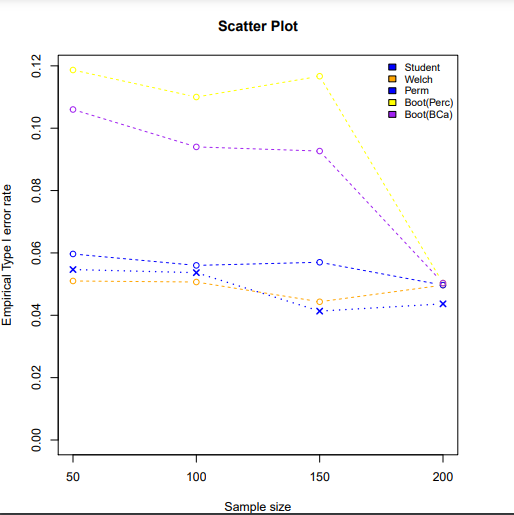 Scatter Plot
Student
Welch
Perm
Boot(Perc)
Boot(BCa)
Empirical Type I error rate
0.12
0.10
0.08
0.06
0.04
0.02
0.00
50 100 150 200
Sample size